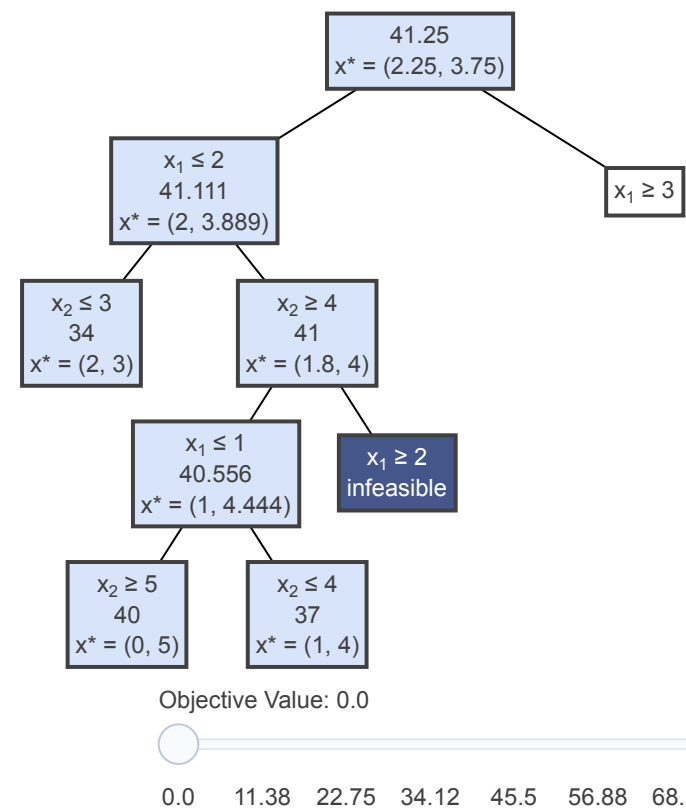 41.25
x* = (2.25, 3.75)
x₁ ≤ 2
41.111
x* = (2, 3.889)
x₁ ≥ 3
x₂ ≤ 3
34
x* = (2, 3)
x₂ ≥ 4
41
x* = (1.8, 4)
x₁ ≤ 1
40.556
x* = (1, 4.444)
x₁ ≥ 2
infeasible
x₂ ≥ 5
40
x* = (0, 5)
x₂ ≤ 4
37
x* = (1, 4)
Objective Value: 0.0
0.0 11.38 22.75 34.12 45.5 56.88 68.